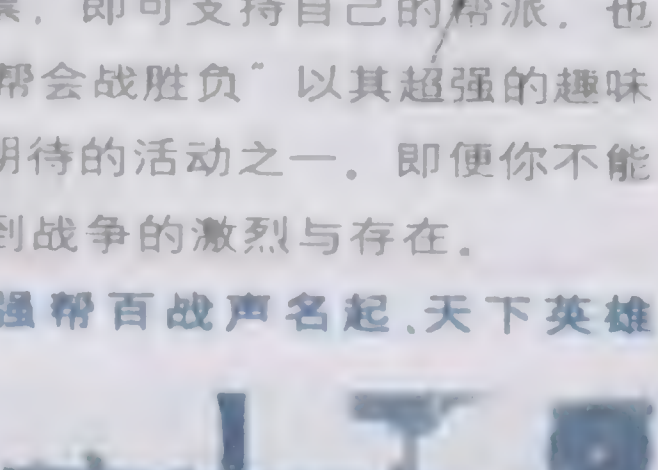 票，即可支持自己的帮派，也
帮会战胜负”以其超强的趣味
期待的活动之一。即便你不能
到战争的激烈与存在。
强帮百战声名起，天下英雄